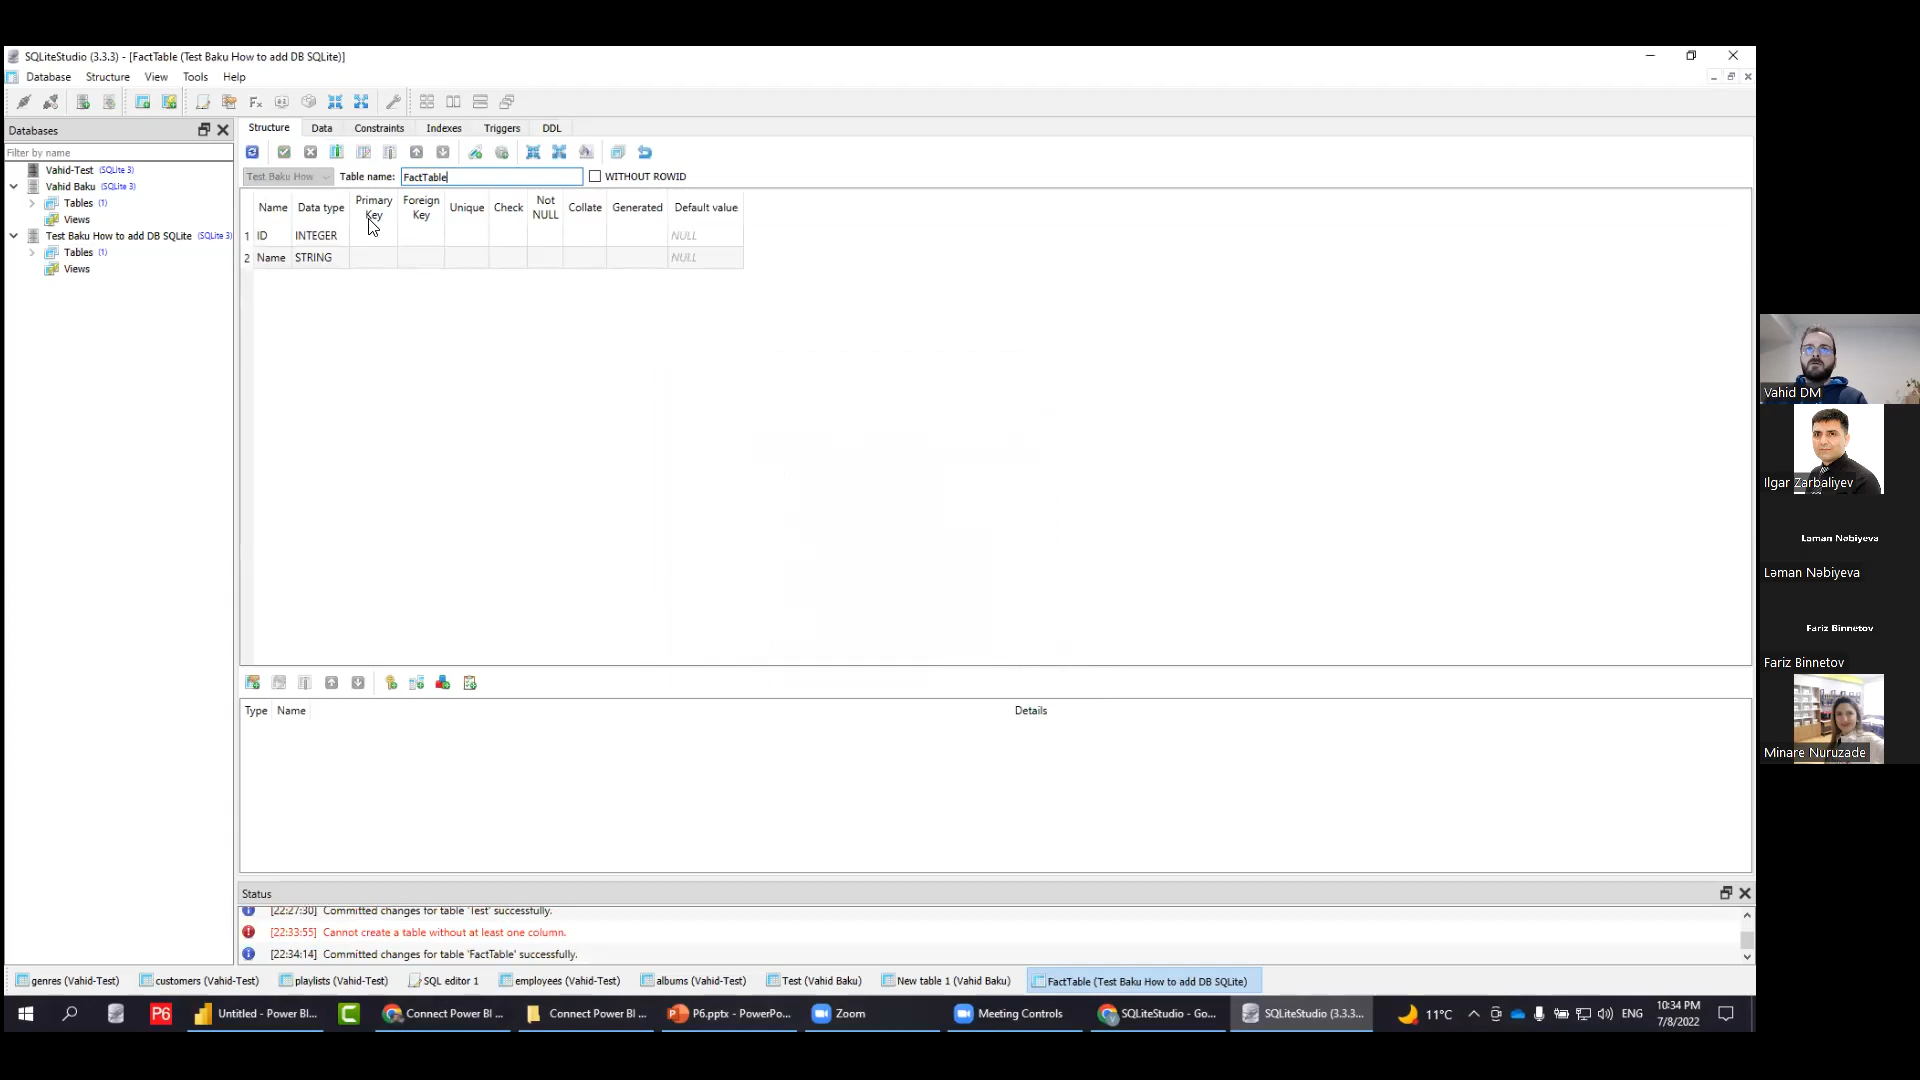 SQLiteStudio (3.3.3) - [FactTable (Test Baku How to add DB SQLite)]
Database Structure View Tools Help
Databases
Filter by name
Vahid-Test (SQLite 3)
Vahid Baku (SQLite 3)
Tables (1)
Views
Test Baku How to add DB SQLite (SQLite 3)
Tables (1)
Views
Structure Data Constraints Indexes Triggers DDL
Test Baku How Table name: FactTable WITHOUT ROWID
Name Data type Primary Key Foreign Key Unique Check Not NULL Collate Generated Default value
1 ID INTEGER NULL
2 Name STRING NULL
Type Name Details
Status
[22:27:30] Committed changes for table 'Test' successfully.
[22:33:55] Cannot create a table without at least one column.
[22:34:14] Committed changes for table 'FactTable' successfully.
genres (Vahid-Test) customers (Vahid-Test) playlists (Vahid-Test) SQL editor 1 employees (Vahid-Test) albums (Vahid-Test) Test (Vahid Baku) New table 1 (Vahid Baku) FactTable (Test Baku How to add DB SQLite)
P6 Untitled - Power BI... C Connect Power BI ... Connect Power BI ... P6.pptx - PowerPo... Zoom Meeting Controls SQLiteStudio - Go... SQLiteStudio (3.3.3... 11°C ENG
10:34 PM
7/8/2022
Vahid DM
Ilgar Zarbaliyev
Ləman Nəbiyeva
Ləman Nəbiyeva
Fariz Binnetov
Fariz Binnetov
Minare Nuruzade